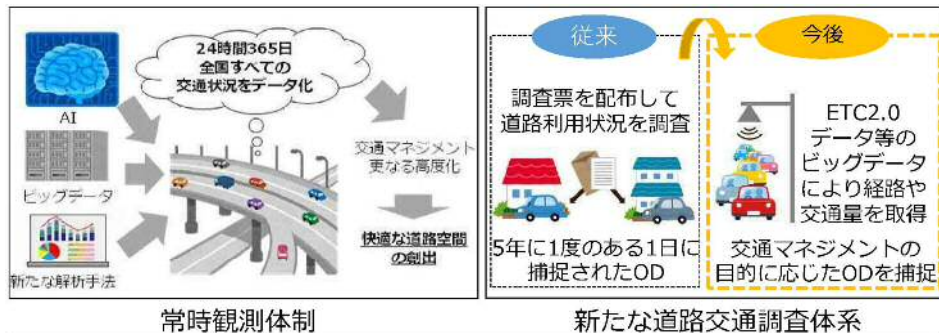 24時間365日
全国すべての
交通状況をデータ化
AI
ビッグデータ
新たな解析手法
交通マネジメント
更なる高度化
快適な道路空間
の創出
常時観測体制
従来
調査票を配布して
道路利用状況を調査
5年に1度のある1日に
捕捉されたOD
今後
ETC2.0
データ等の
ビッグデータ
により経路や
交通量を取得
交通マネジメントの
目的に応じたODを捕捉
新たな道路交通調査体系